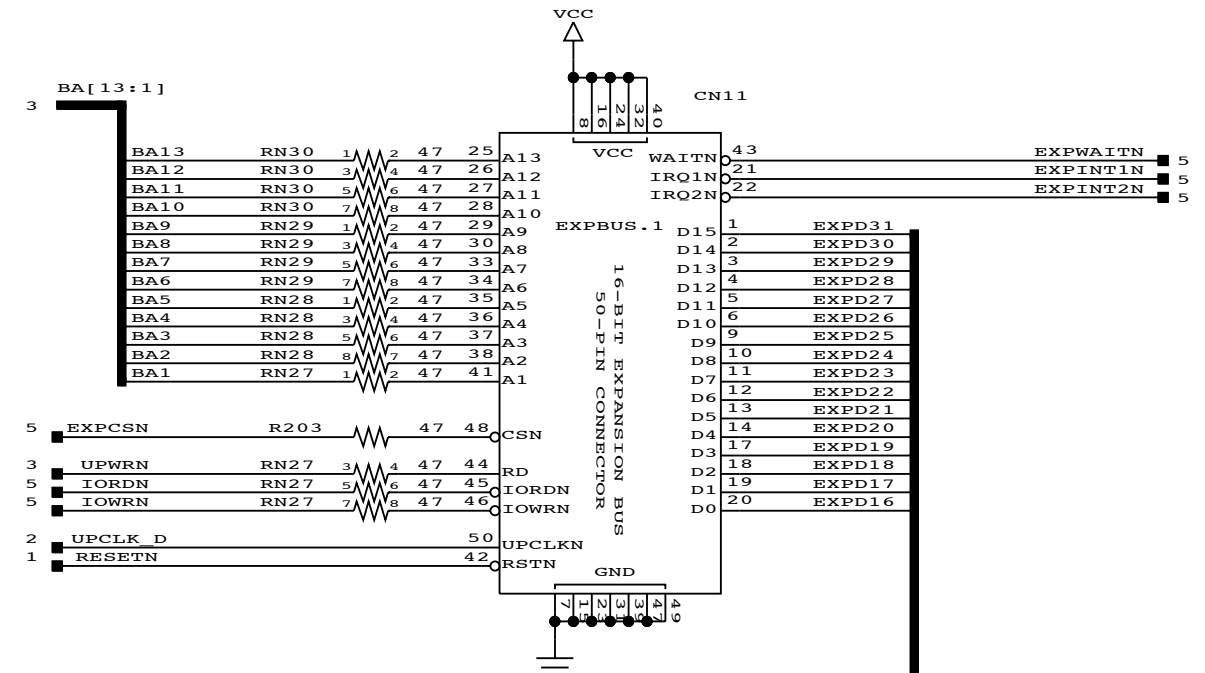 VCC
BA[13:1]
3
CN11
8 16 24 32 40
VCC
BA13 RN30 1 2 47 25 A13
BA12 RN30 3 4 47 26 A12
BA11 RN30 5 6 47 27 A11
BA10 RN30 7 8 47 28 A10
BA9 RN29 1 2 47 29 A9
BA8 RN29 3 4 47 30 A8
BA7 RN29 5 6 47 33 A7
BA6 RN29 7 8 47 34 A6
BA5 RN28 1 2 47 35 A5
BA4 RN28 3 4 47 36 A4
BA3 RN28 5 6 47 37 A3
BA2 RN28 8 7 47 38 A2
BA1 RN27 1 2 47 41 A1
5 EXPCSN R203 47 48 CSN
3 UPWRN RN27 3 4 47 44 RD
5 IORDN RN27 5 6 47 45 IORDN
5 IOWRN RN27 7 8 47 46 IOWRN
2 UPCLK_D 50 UPCLKN
1 RESETN 42 RSTN
EXPBUS.1
16-BIT EXPANSION BUS
50-PIN CONNECTOR
WAITN 43 EXPWAITN 5
IRQ1N 21 EXPINT1N 5
IRQ2N 22 EXPINT2N 5
D15 1 EXPD31
D14 2 EXPD30
D13 3 EXPD29
D12 4 EXPD28
D11 5 EXPD27
D10 6 EXPD26
D9 9 EXPD25
D8 10 EXPD24
D7 11 EXPD23
D6 12 EXPD22
D5 13 EXPD21
D4 14 EXPD20
D3 17 EXPD19
D2 18 EXPD18
D1 19 EXPD17
D0 20 EXPD16
GND
7 15 23 31 39 47 49